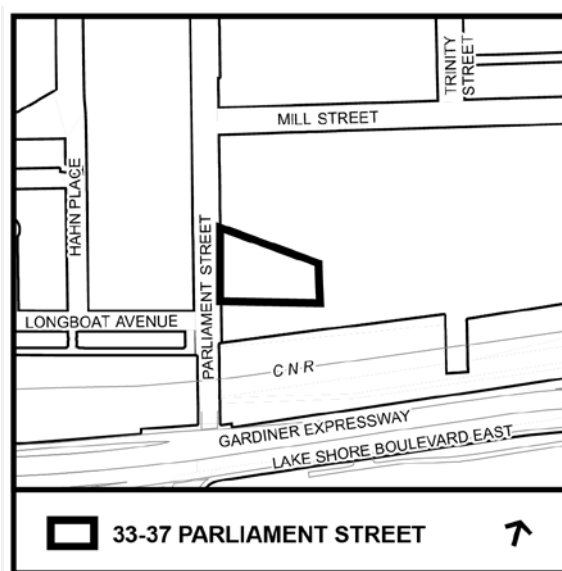 TRINITY
STREET
MILL STREET
HAHN PLACE
PARLIAMENT STREET
LONGBOAT AVENUE
CNR
GARDINER EXPRESSWAY
LAKE SHORE BOULEVARD EAST
33-37 PARLIAMENT STREET